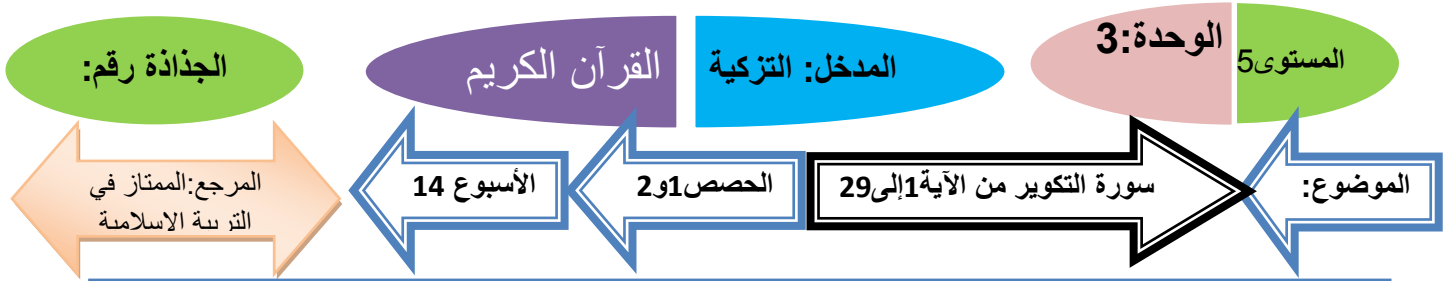 المستوى5
الوحدة:3
المدخل: التزكية
القرآن الكريم
الجذاذة رقم:
الموضوع:
سورة التكوير من الآية1إلى29
الحصص1و2
الأسبوع 14
المرجع:الممتاز في
التربية الإسلامية